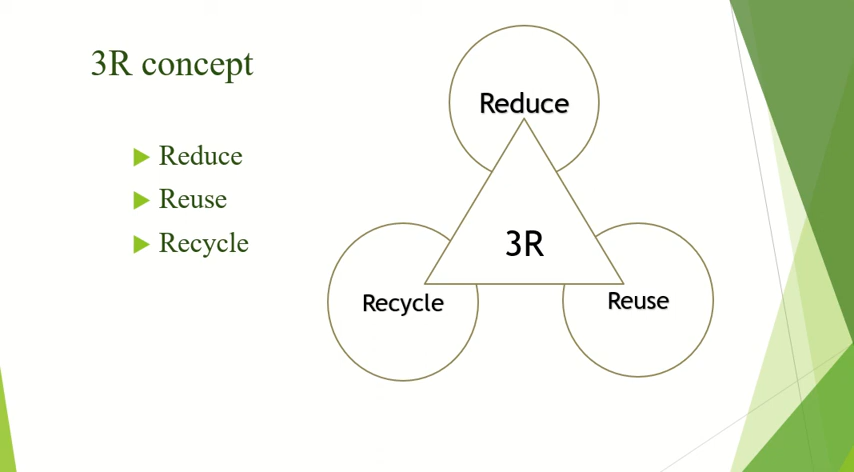 3R concept
Reduce
Reuse
Recycle
Reduce
3R
Recycle
Reuse